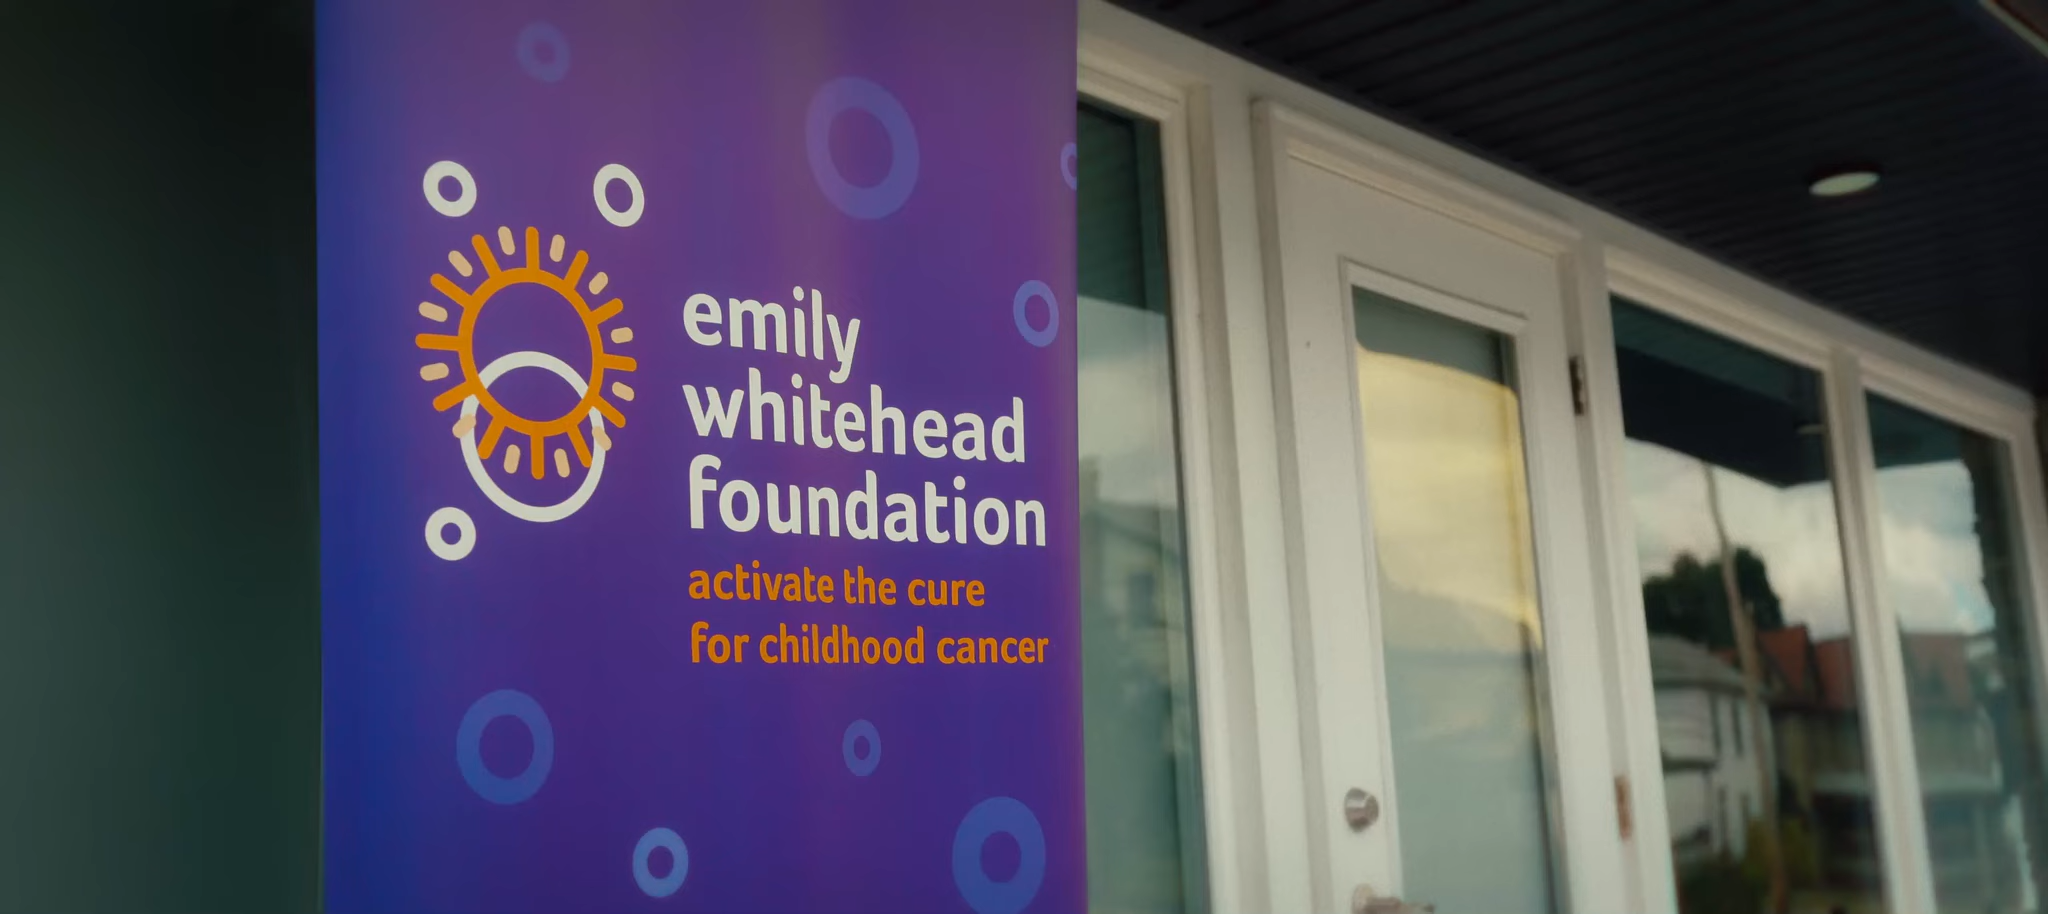 emily
whitehead
foundation
activate the cure
for childhood cancer